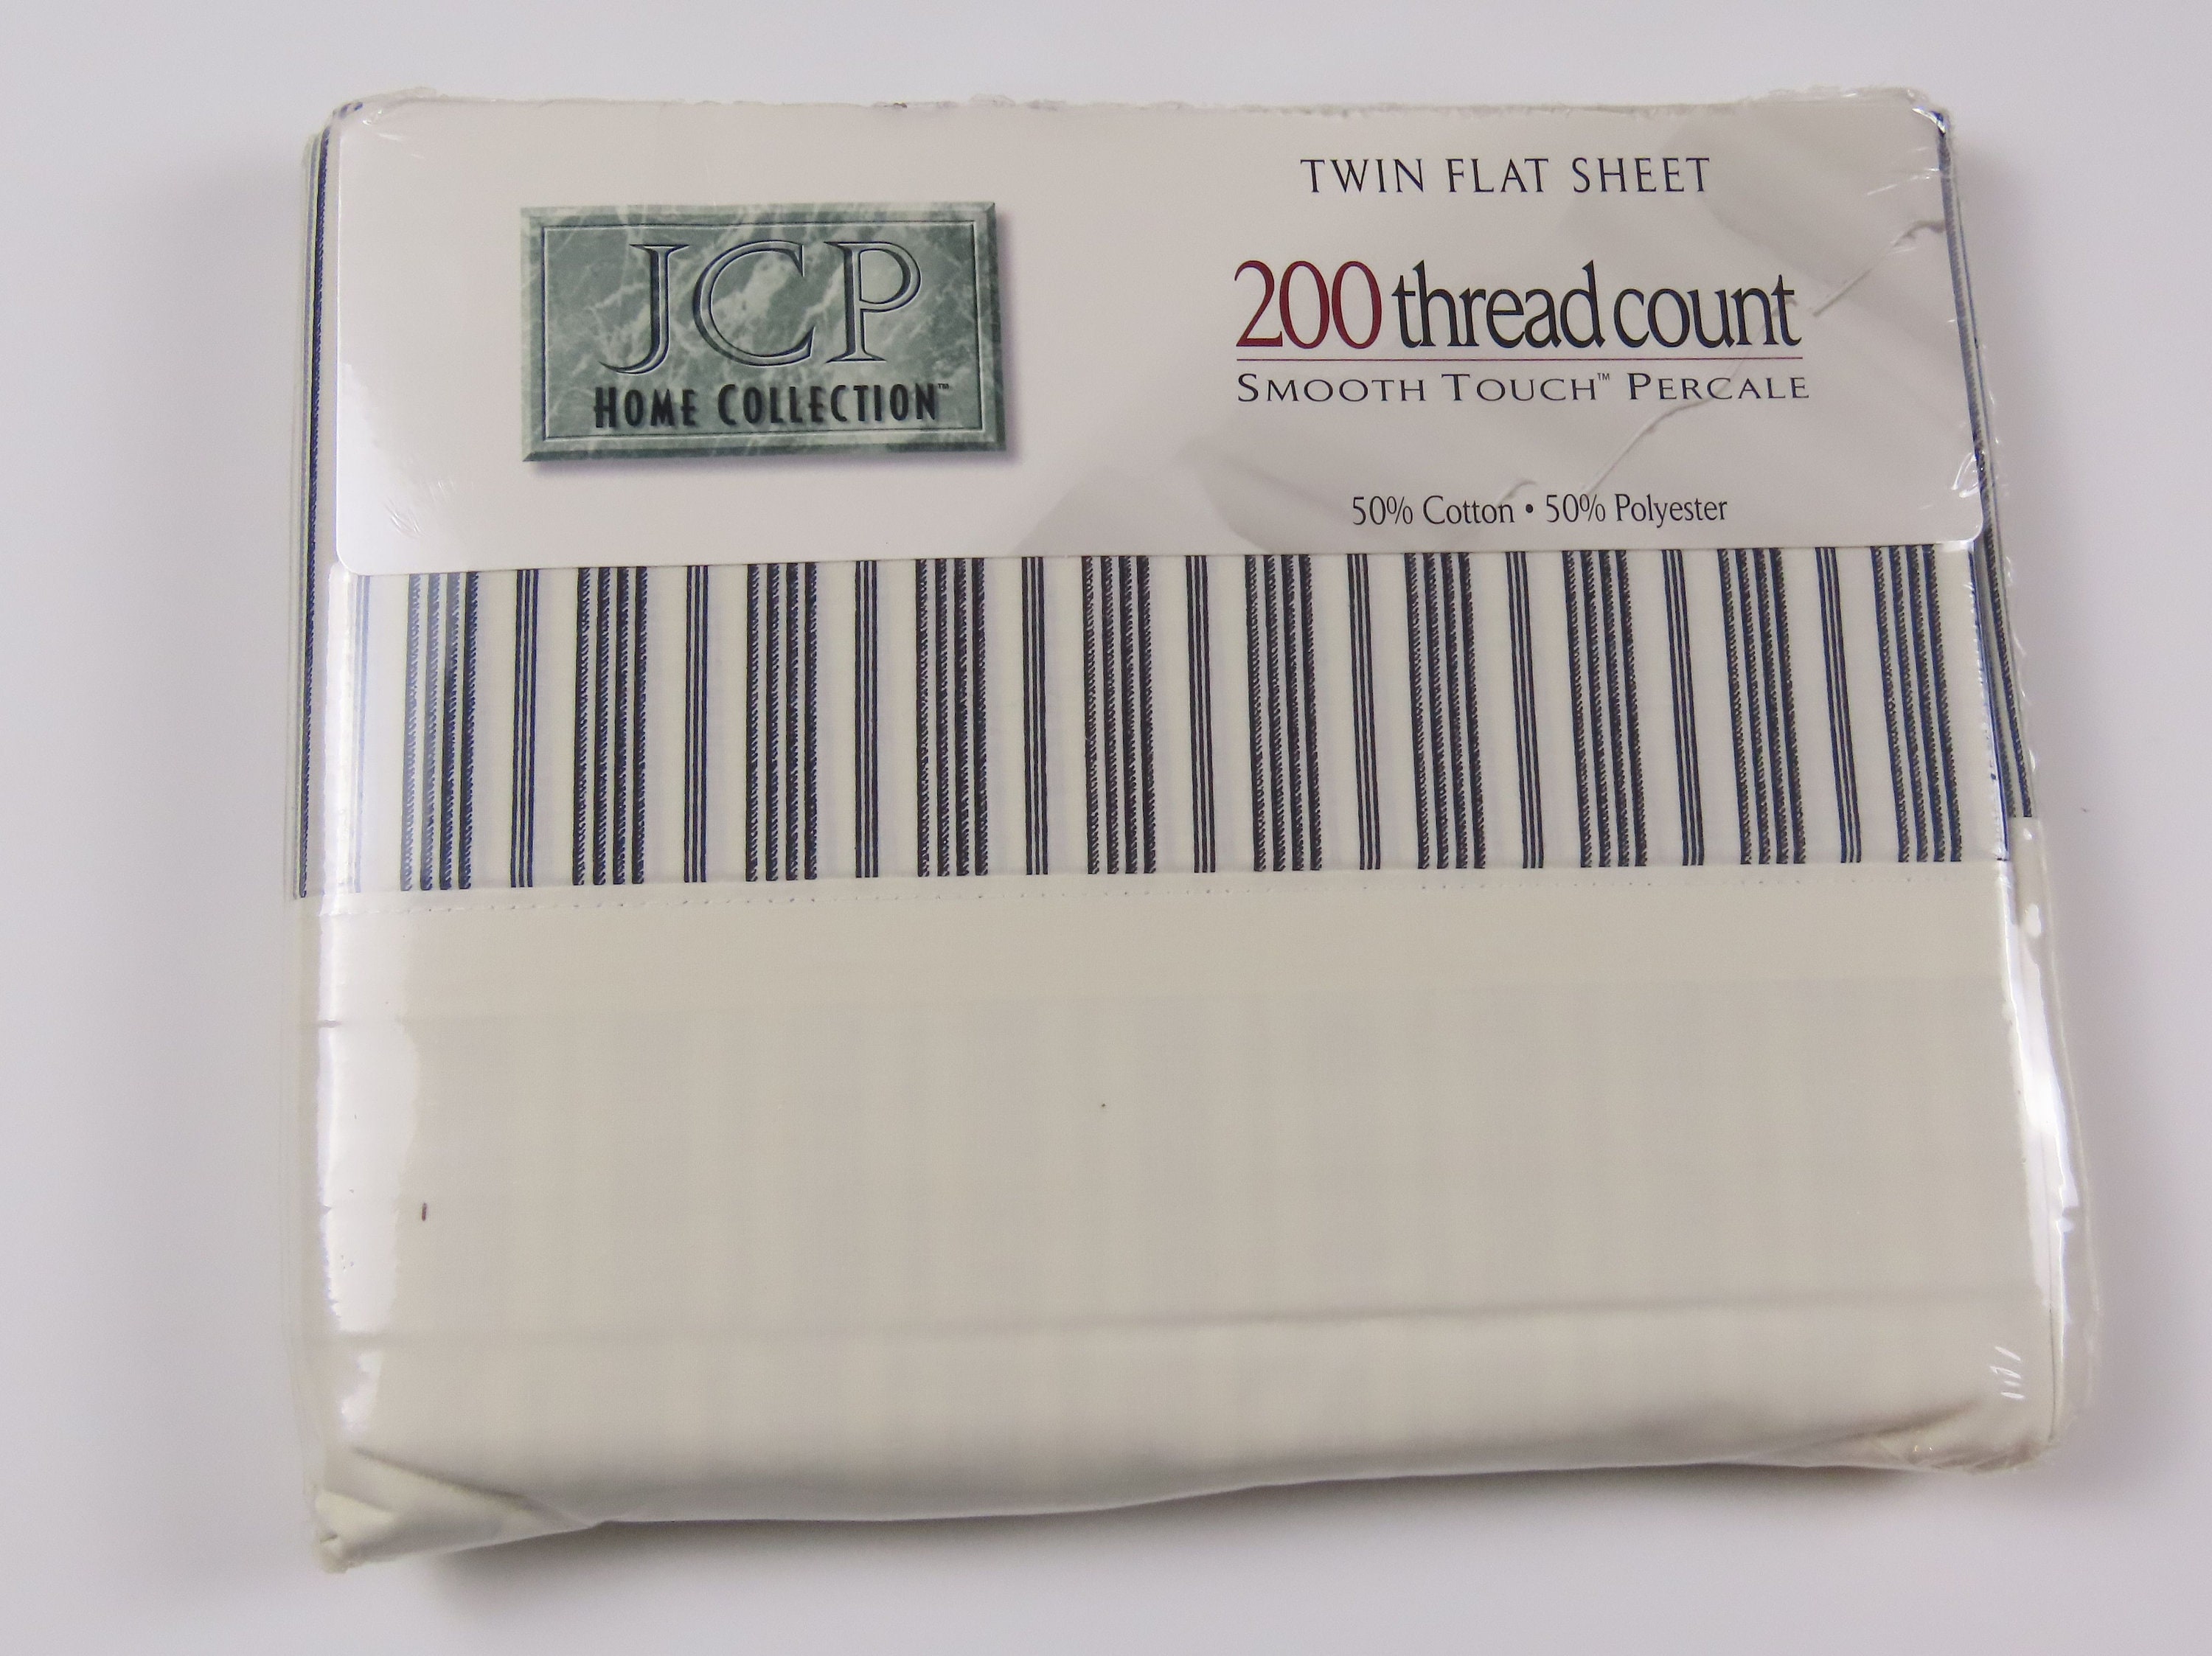 JCP
HOME COLLECTION™
TWIN FLAT SHEET
200 thread count
SMOOTH TOUCH™ PERCALE
50% Cotton • 50% Polyester